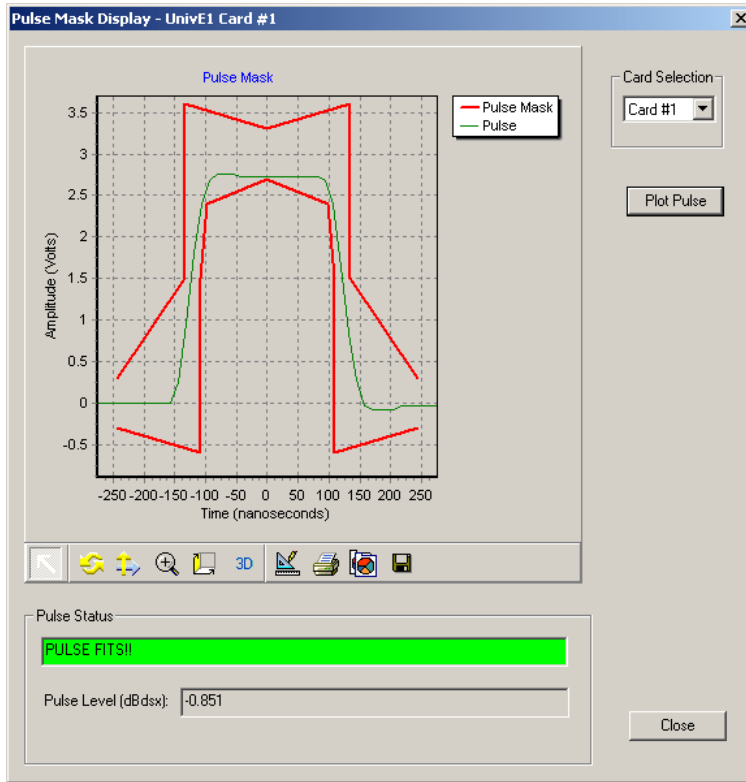 Pulse Mask Display - UnivE1 Card #1
Pulse Mask
Pulse Mask
Pulse
Amplitude (Volts)
3.5
3
2.5
2
1.5
1
0.5
0
-0.5
-250 -200 -150 -100 -50 0 50 100 150 200 250
Time (nanoseconds)
3D
Card Selection
Card #1
Plot Pulse
Pulse Status
PULSE FITS!!
Pulse Level (dBdsx): -0.851
Close